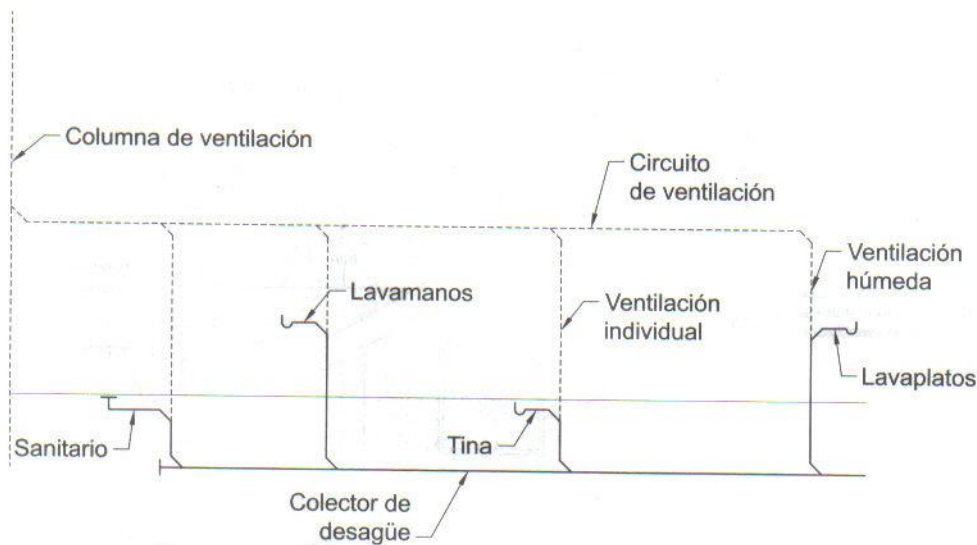 Columna de ventilación
Circuito
de ventilación
Ventilación
húmeda
Lavamanos
Ventilación
individual
Lavaplatos
Sanitario
Tina
Colector de
desagüe